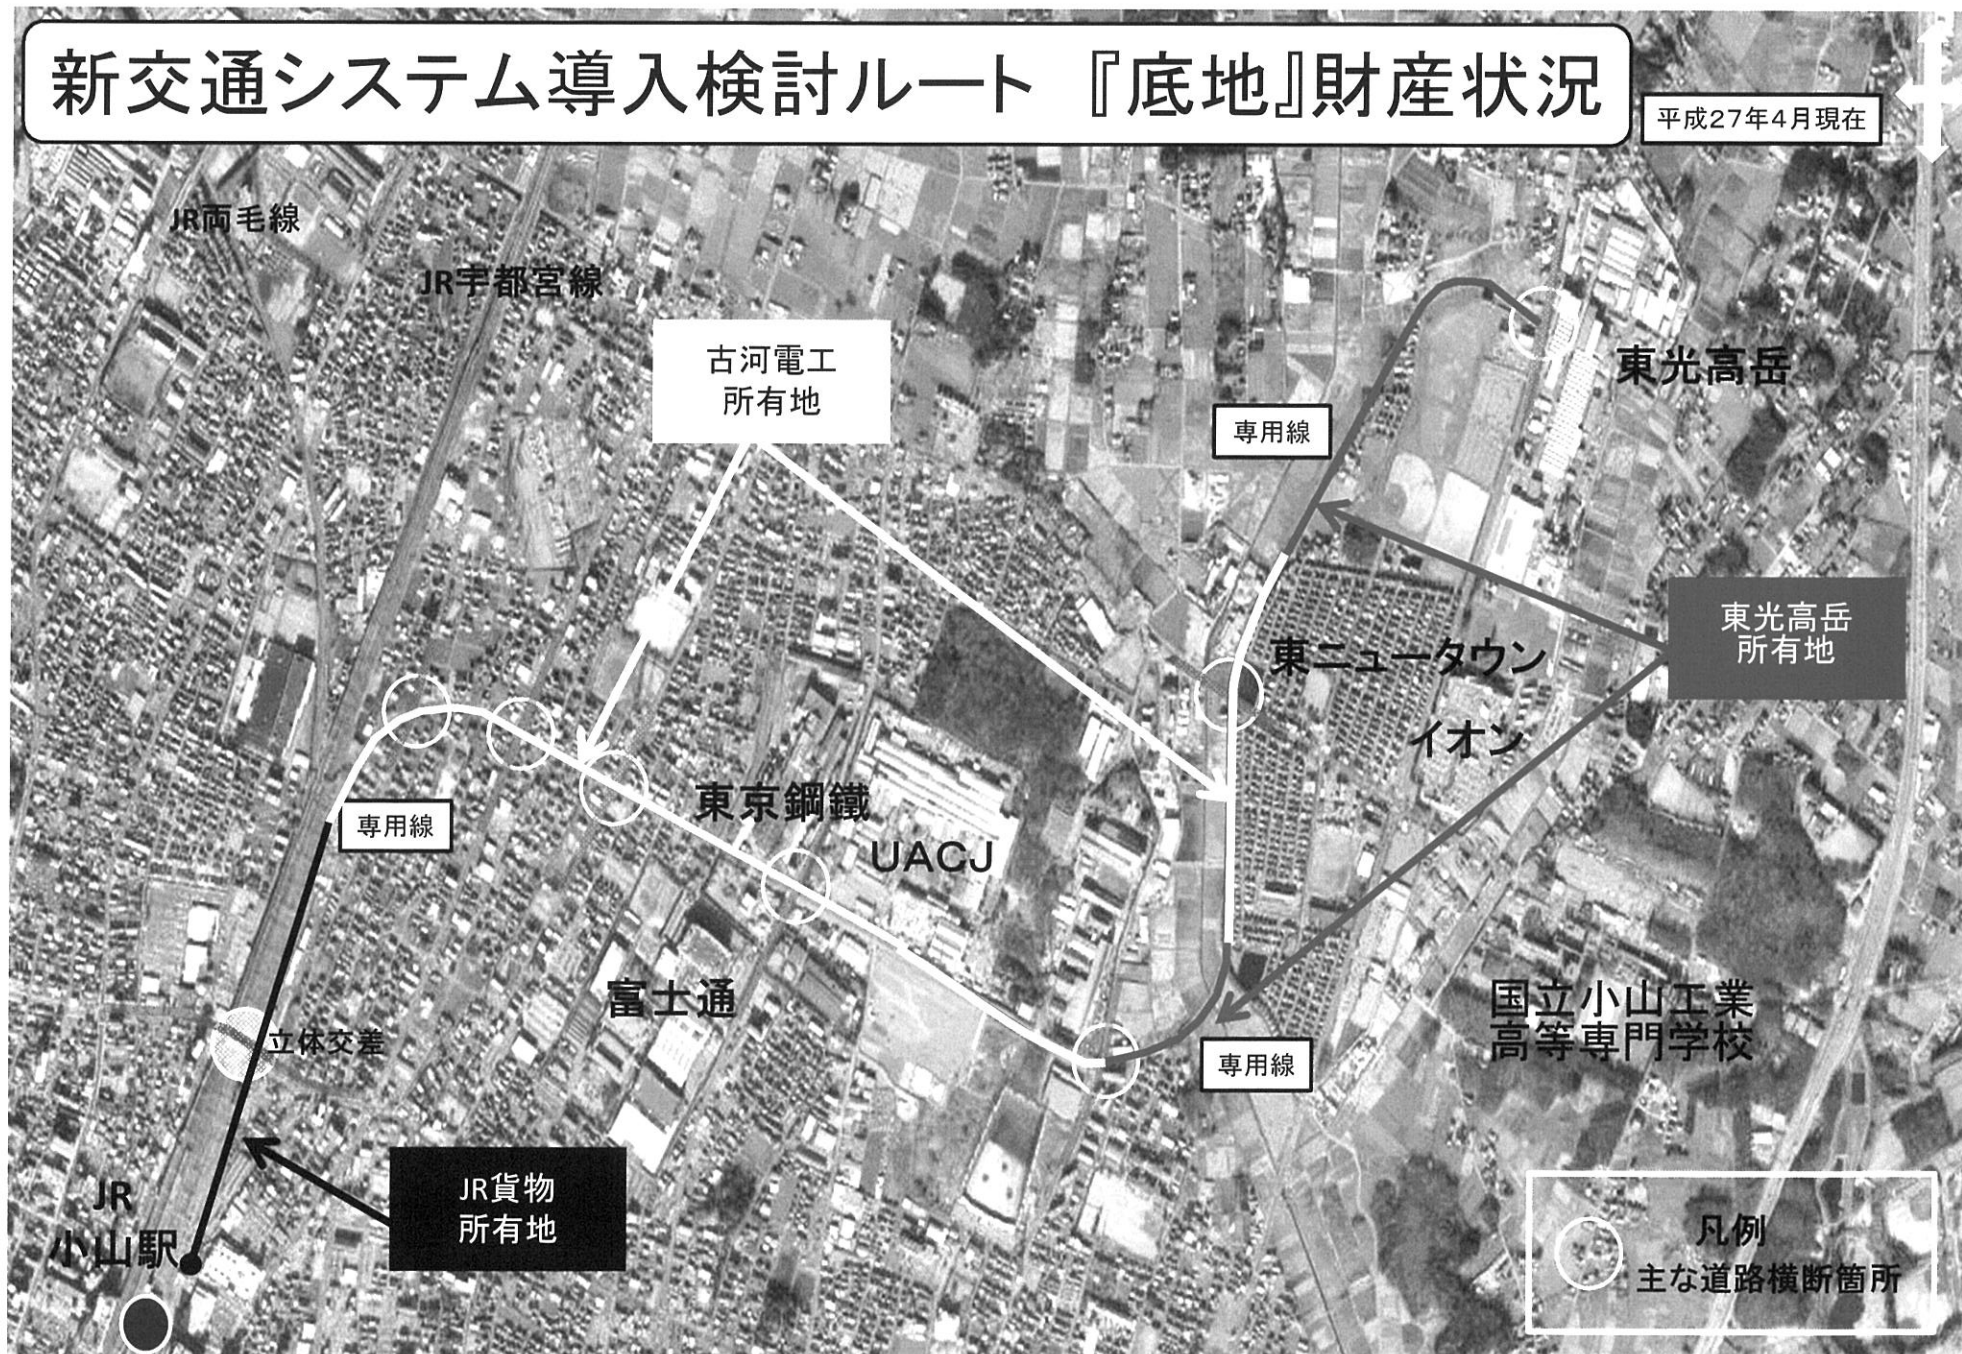 新交通システム導入検討ルート 『底地』財産状況
平成27年4月現在
JR両毛線
JR宇都宮線
古河電工
所有地
専用線
東光高岳
東光高岳
所有地
東ニュータウン
イオン
東京鋼鐵
UACJ
専用線
富士通
国立小山工業
高等専門学校
立体交差
専用線
JR貨物
所有地
JR
小山駅
凡例
主な道路横断箇所